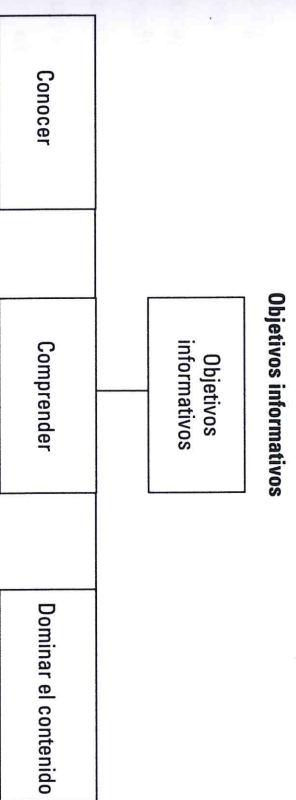 Objetivos informativos
Objetivos
informativos
Conocer
Comprender
Dominar el contenido